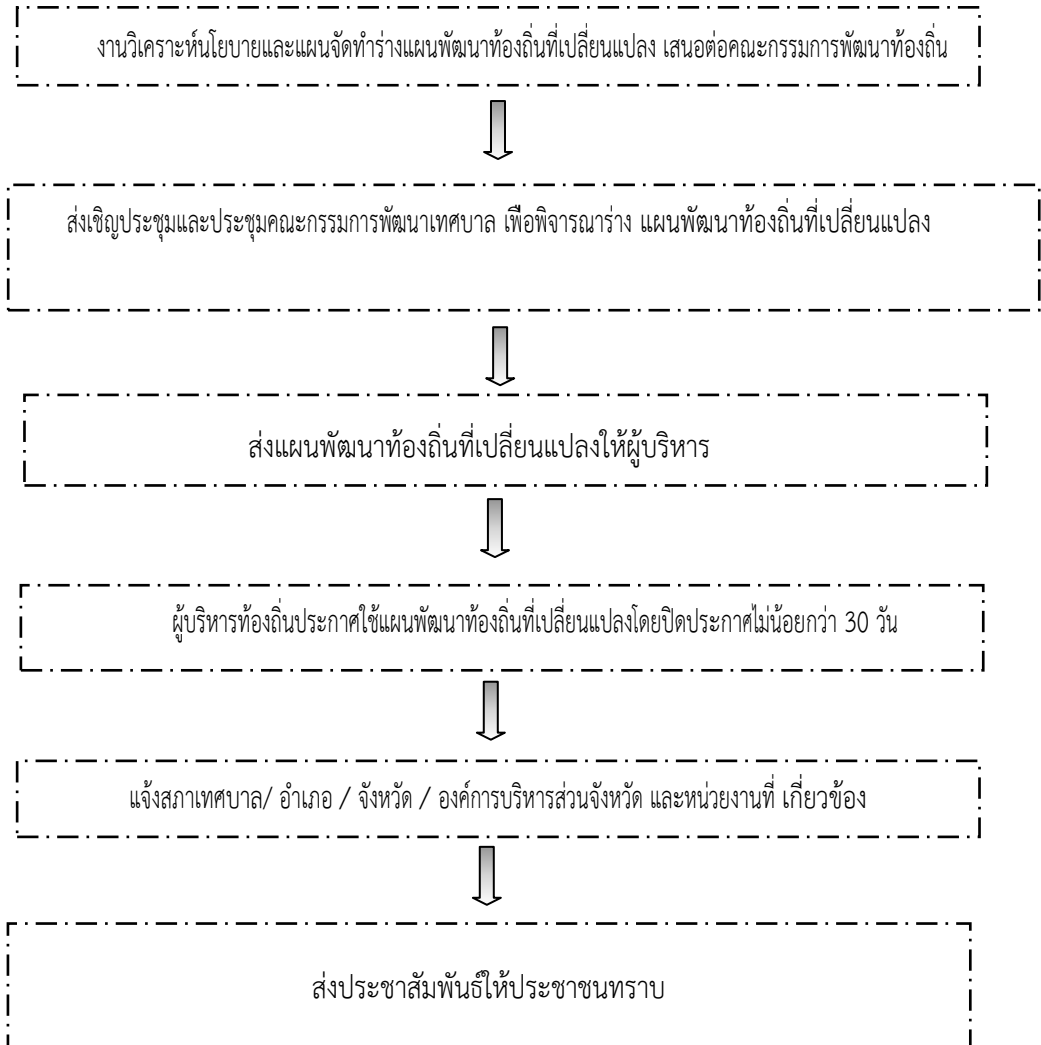 งานวิเคราะห์นโยบายและแผนจัดทำร่างแผนพัฒนาท้องถิ่นที่เปลี่ยนแปลง เสนอต่อคณะกรรมการพัฒนาท้องถิ่น
ส่งเชิญประชุมและประชุมคณะกรรมการพัฒนาเทศบาล เพื่อพิจารณาร่าง แผนพัฒนาท้องถิ่นที่เปลี่ยนแปลง
ส่งแผนพัฒนาท้องถิ่นที่เปลี่ยนแปลงให้ผู้บริหาร
ผู้บริหารท้องถิ่นประกาศใช้แผนพัฒนาท้องถิ่นที่เปลี่ยนแปลงโดยปิดประกาศไม่น้อยกว่า 30 วัน
แจ้งสภาเทศบาล/ อำเภอ / จังหวัด / องค์การบริหารส่วนจังหวัด และหน่วยงานที่ เกี่ยวข้อง
ส่งประชาสัมพันธ์ให้ประชาชนทราบ